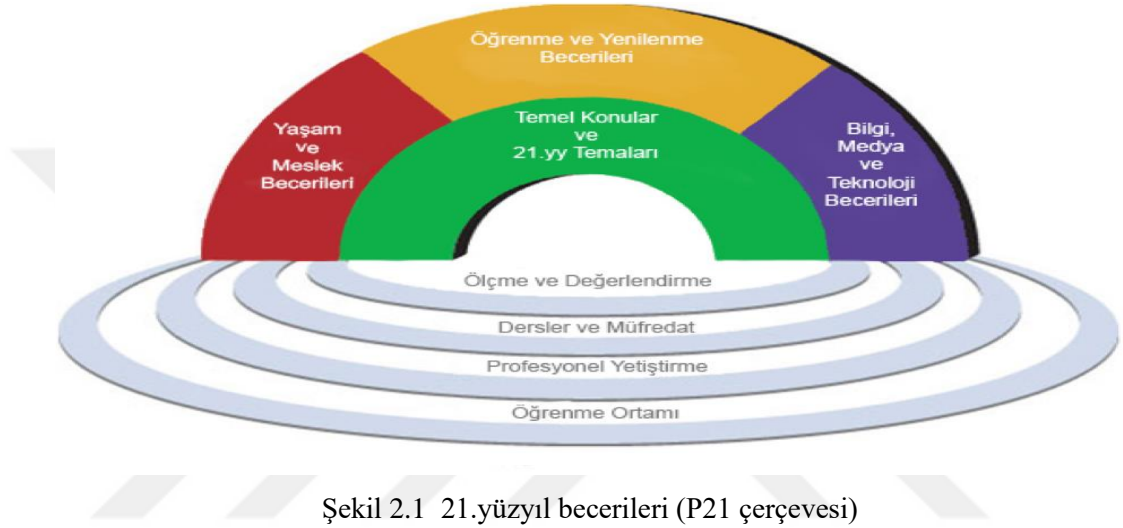 Öğrenme ve Yenilenme
Becerileri
Temel Konular
ve
21.yy Temaları
Yaşam
ve
Meslek
Becerileri
Bilgi,
Medya
ve
Teknoloji
Becerileri
Ölçme ve Değerlendirme
Dersler ve Müfredat
Profesyonel Yetiştirme
Öğrenme Ortamı
Şekil 2.1 21.yüzyıl becerileri (P21 çerçevesi)